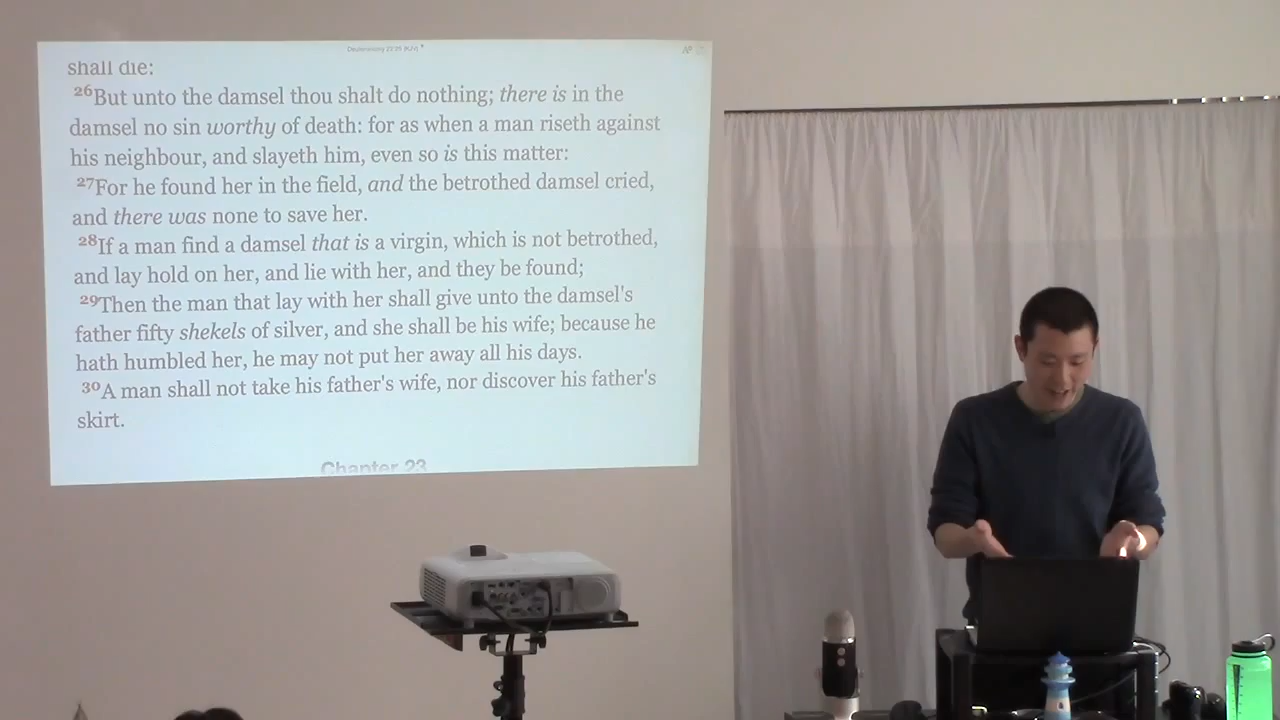 Deuteronomy 22:25 (KJV)
shall die:
26But unto the damsel thou shalt do nothing; there is in the
damsel no sin worthy of death: for as when a man riseth against
his neighbour, and slayeth him, even so is this matter:
27For he found her in the field, and the betrothed damsel cried,
and there was none to save her.
28If a man find a damsel that is a virgin, which is not betrothed,
and lay hold on her, and lie with her, and they be found;
29Then the man that lay with her shall give unto the damsel's
father fifty shekels of silver, and she shall be his wife; because he
hath humbled her, he may not put her away all his days.
30A man shall not take his father's wife, nor discover his father's
skirt.
Chapter 23